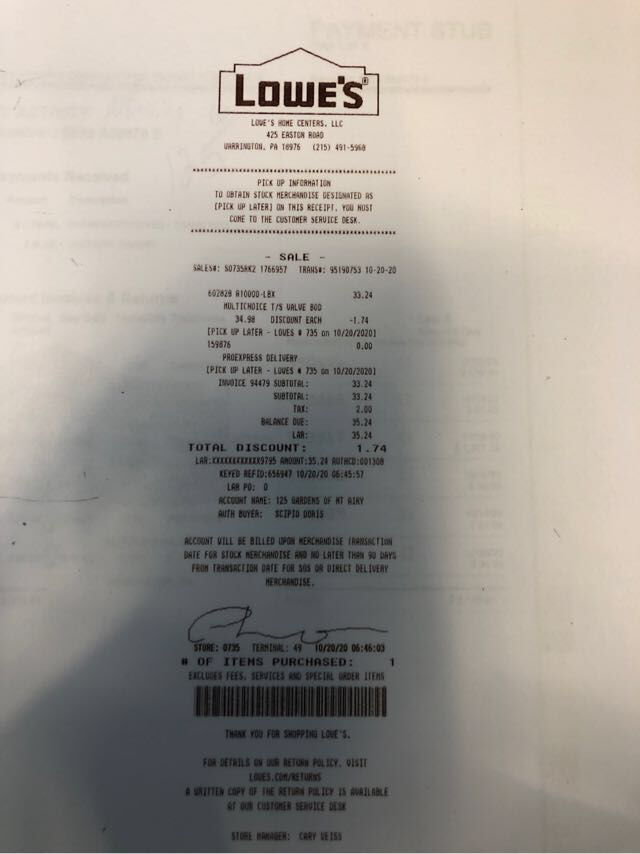 LOWE'S®
LOWE'S HOME CENTERS, LLC
425 EASTON ROAD
WARRINGTON, PA 18976 (215) 491-5968
PICK UP INFORMATION
TO OBTAIN STOCK MERCHANDISE DESIGNATED AS
[PICK UP LATER] ON THIS RECEIPT, YOU MUST
COME TO THE CUSTOMER SERVICE DESK.
- SALE -
SALES#: S0735AK2 1766957 TRANS#: 95190753 10-20-20
602828 R10000-LBX 33.24
MULTICHOICE T/S VALVE BOD
34.98 DISCOUNT EACH -1.74
[PICK UP LATER - LOWES # 735 on 10/20/2020]
159876 0.00
PROEXPRESS DELIVERY
[PICK UP LATER - LOWES # 735 on 10/20/2020]
INVOICE 94479 SUBTOTAL: 33.24
SUBTOTAL: 33.24
TAX: 2.00
BALANCE DUE: 35.24
LAR: 35.24
TOTAL DISCOUNT: 1.74
LAR:XXXXXXXXXXXX9795 AMOUNT:35.24 AUTHCD:001308
KEYED REFID:656947 10/20/20 06:45:57
LAR PO: 0
ACCOUNT NAME: 125 GARDENS OF MT AIRY
AUTH BUYER: SCIPIO DORIS
ACCOUNT WILL BE BILLED UPON MERCHANDISE TRANSACTION
DATE FOR STOCK MERCHANDISE AND NO LATER THAN 90 DAYS
FROM TRANSACTION DATE FOR SOS OR DIRECT DELIVERY
MERCHANDISE.
STORE: 0735 TERMINAL: 49 10/20/20 06:46:03
# OF ITEMS PURCHASED: 1
EXCLUDES FEES, SERVICES AND SPECIAL ORDER ITEMS
THANK YOU FOR SHOPPING LOWE'S.
FOR DETAILS ON OUR RETURN POLICY, VISIT
LOWES.COM/RETURNS
A WRITTEN COPY OF THE RETURN POLICY IS AVAILABLE
AT OUR CUSTOMER SERVICE DESK
STORE MANAGER: CARY WEISS
PAYMENT STUB